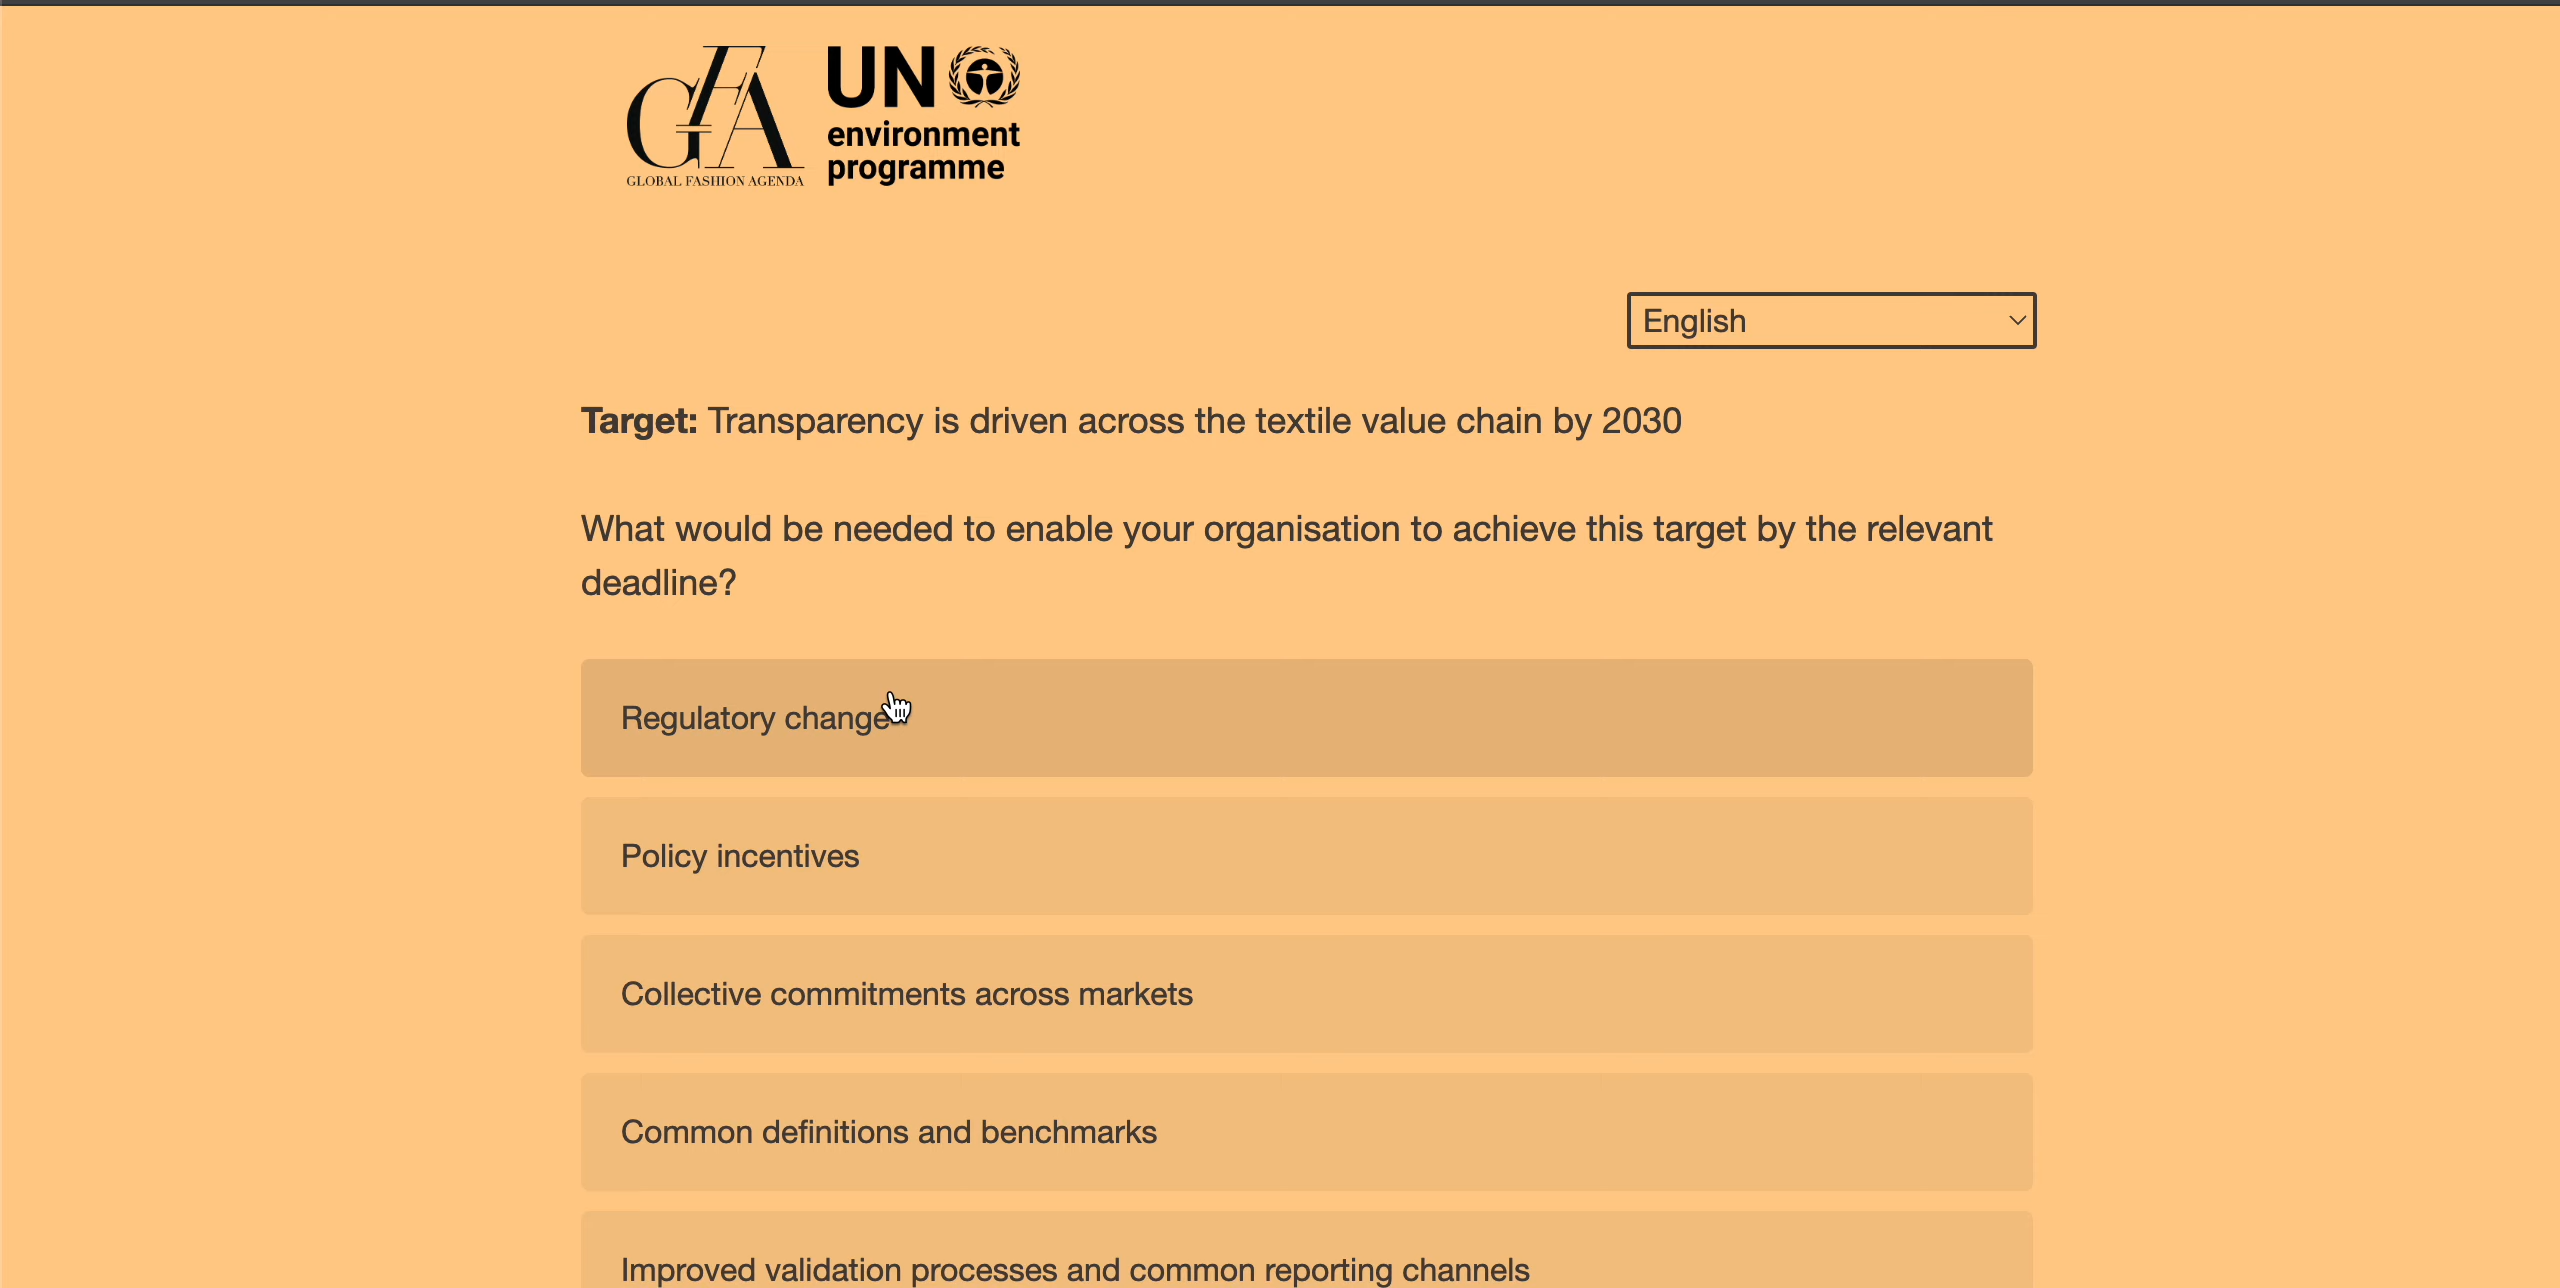 GFA
GLOBAL FASHION AGENDA
UN
environment
programme
English
Target: Transparency is driven across the textile value chain by 2030
What would be needed to enable your organisation to achieve this target by the relevant
deadline?
Regulatory change
Policy incentives
Collective commitments across markets
Common definitions and benchmarks
Improved validation processes and common reporting channels